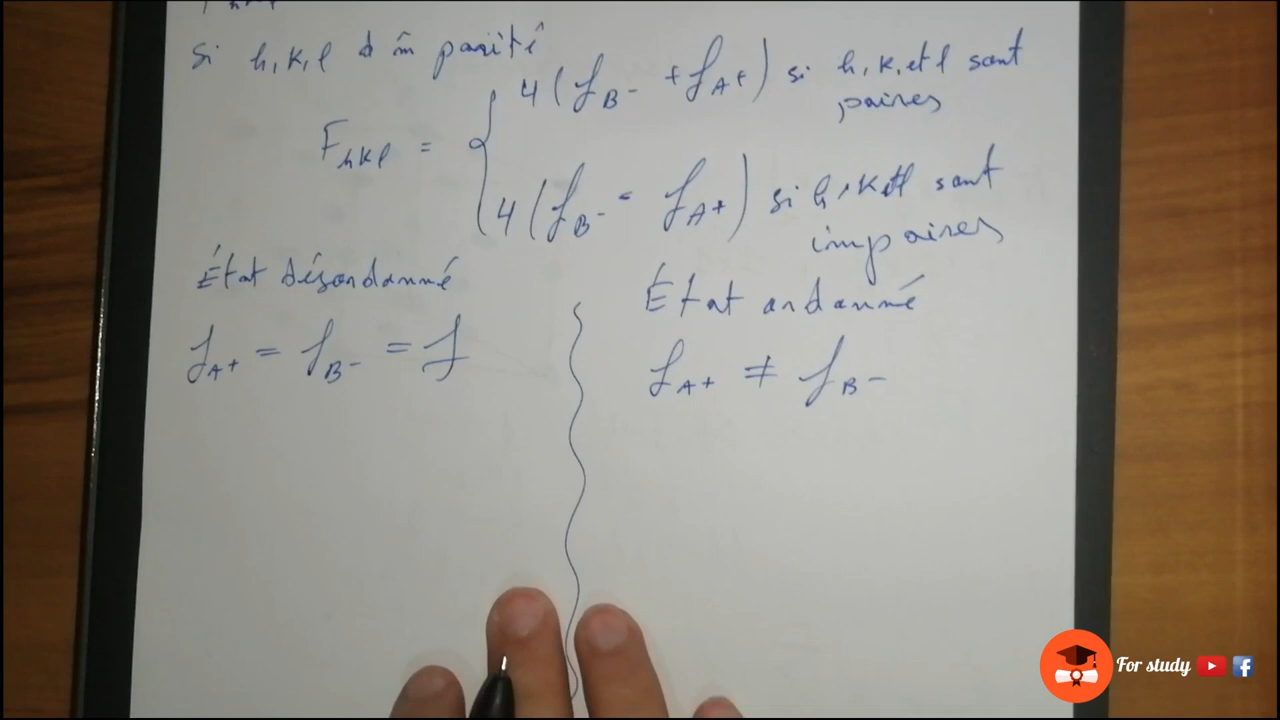 si h, k, l d m̂ parité
F_hkl = { 4(f_B- + f_A+) si h, k, et l sont paires
4(f_B- - f_A+) si h, k et l sont impaires
État désordonné
f_A+ = f_B- = f
État ordonné
f_A+ ≠ f_B-
For study